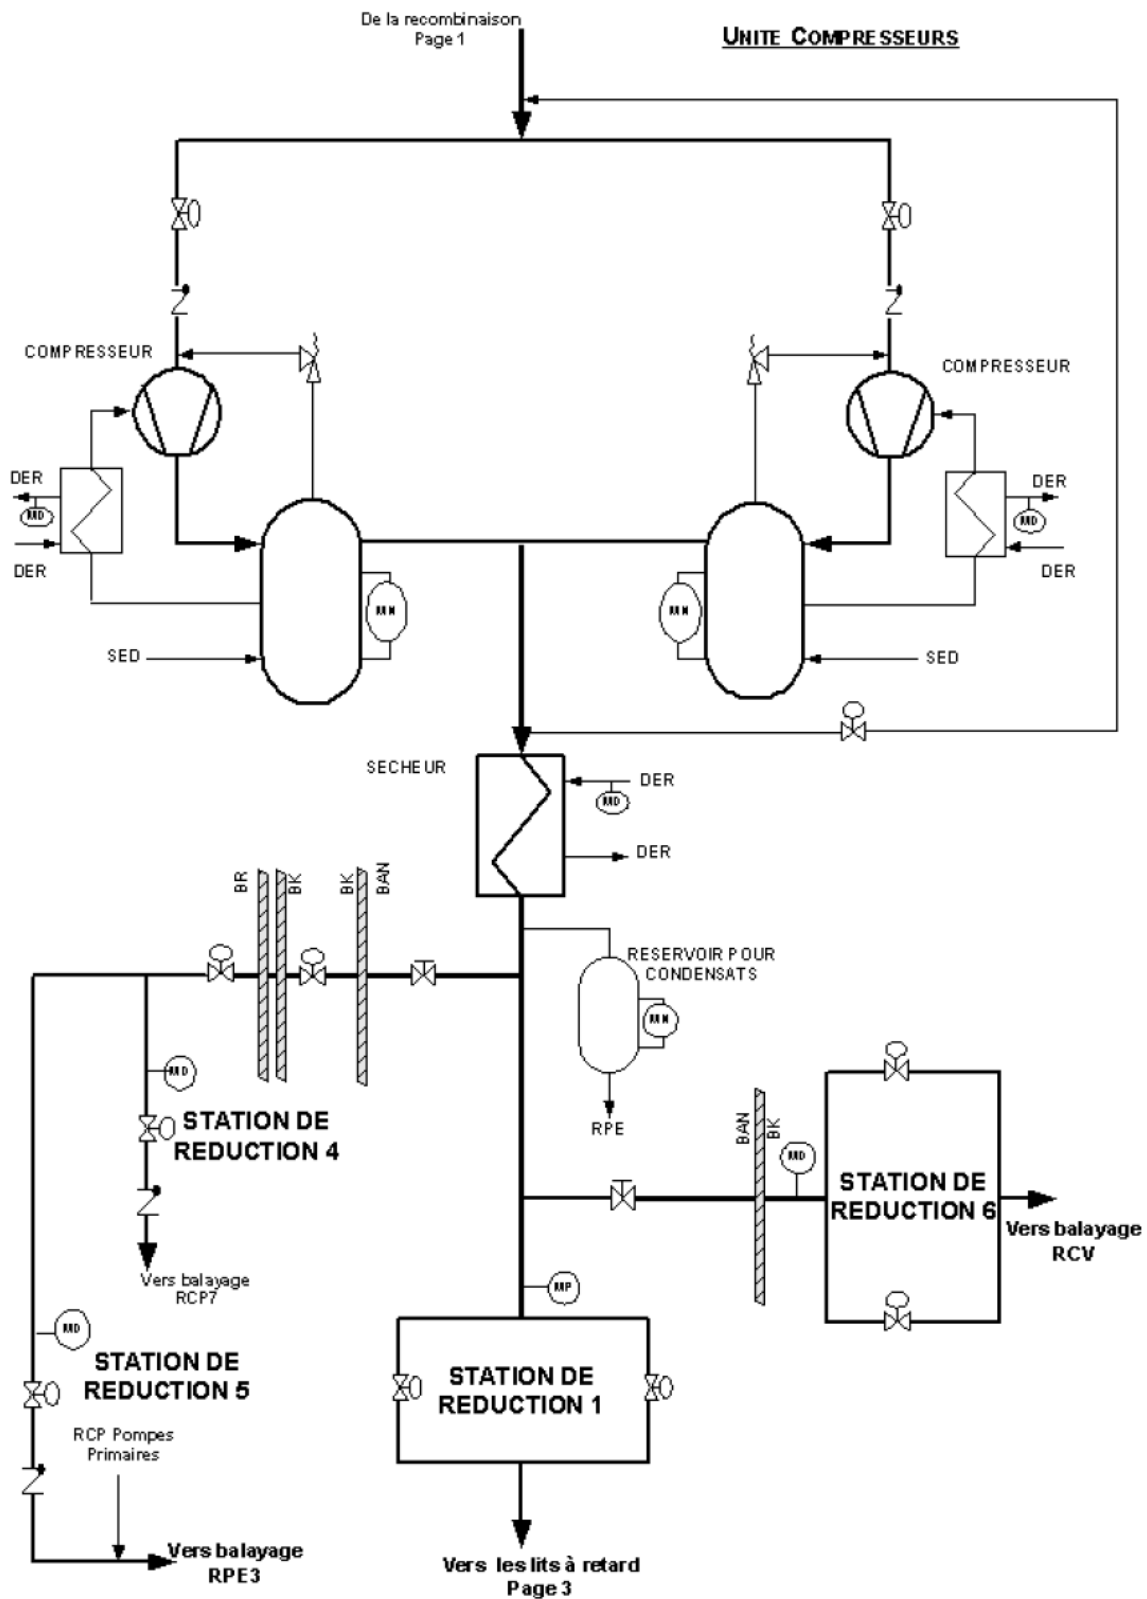 De la recombinaison
Page 1
UNITE COMPRESSEURS
COMPRESSEUR
COMPRESSEUR
DER
MD
DER
DER
MD
DER
MN
MN
SED
SED
SECHEUR
DER
MD
DER
BR
BK
BK
BAN
RESERVOIR POUR
CONDENSATS
MN
RPE
MD
STATION DE
REDUCTION 4
BAN
BK
MD
STATION DE
REDUCTION 6
Vers balayage
RCV
Vers balayage
RCP7
MP
MD
STATION DE
REDUCTION 5
STATION DE
REDUCTION 1
RCP Pompes
Primaires
Vers balayage
RPE3
Vers les lits à retard
Page 3